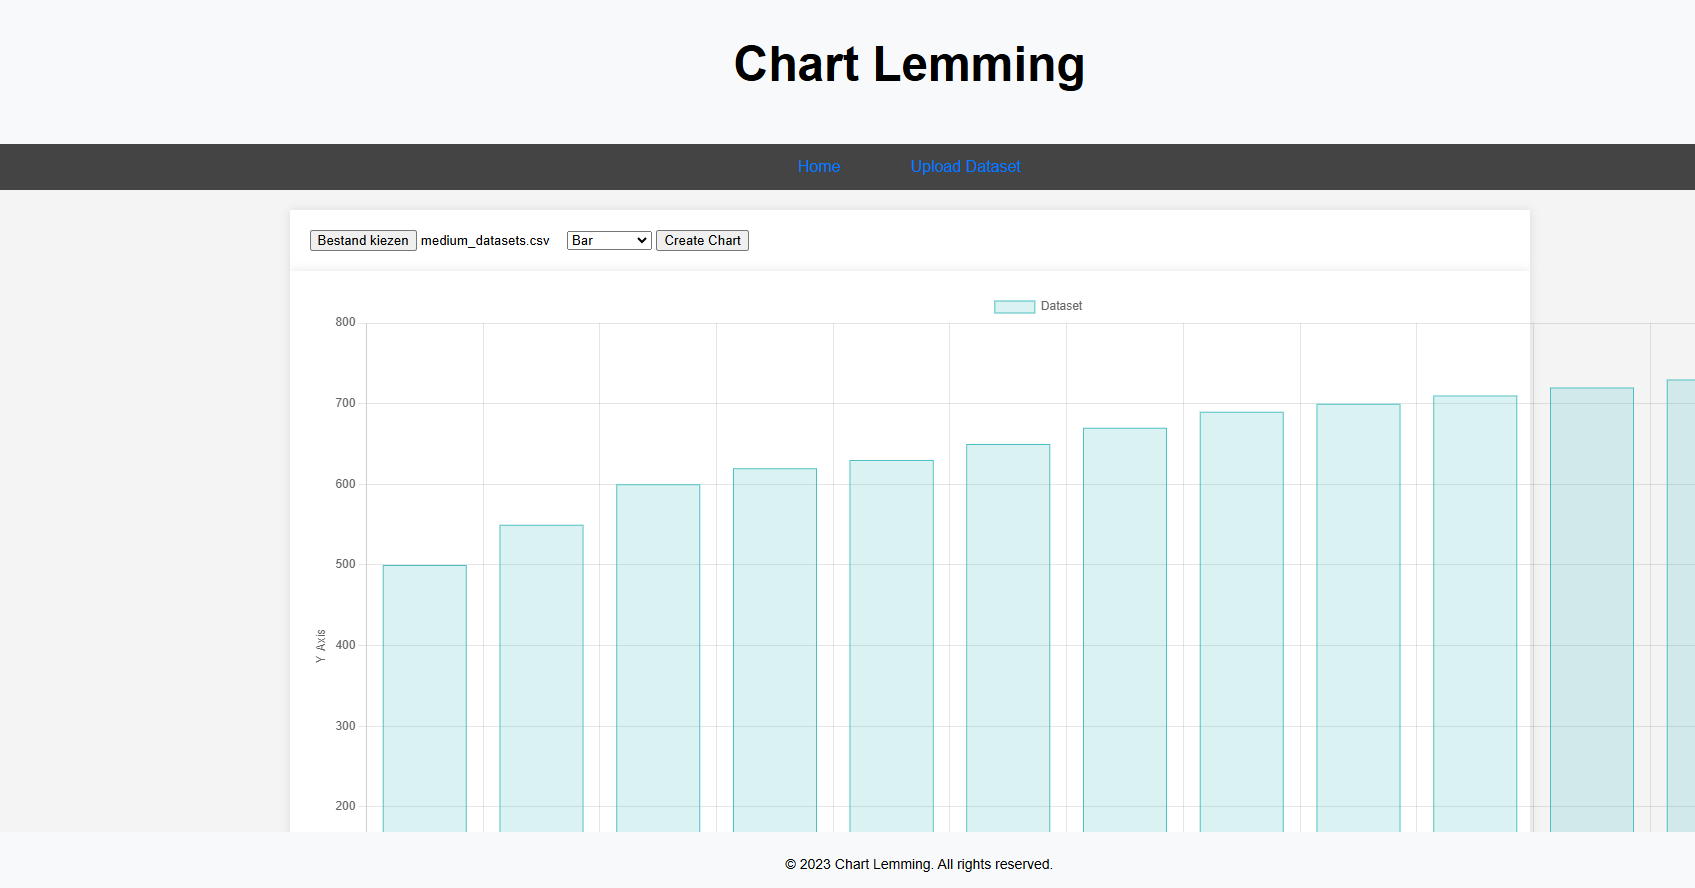 Chart Lemming
Home Upload Dataset
Bestand kiezen medium_datasets.csv Bar Create Chart
Dataset
800
700
600
500
400
300
200
Y Axis
© 2023 Chart Lemming. All rights reserved.